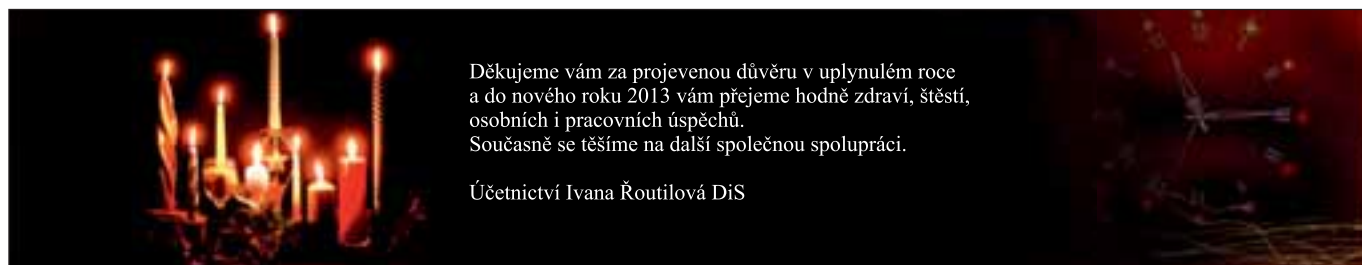 Děkujeme vám za projevenou důvěru v uplynulém roce
a do nového roku 2013 vám přejeme hodně zdraví, štěstí,
osobních i pracovních úspěchů.
Současně se těšíme na další společnou spolupráci.
Účetnictví Ivana Řoutilová DiS